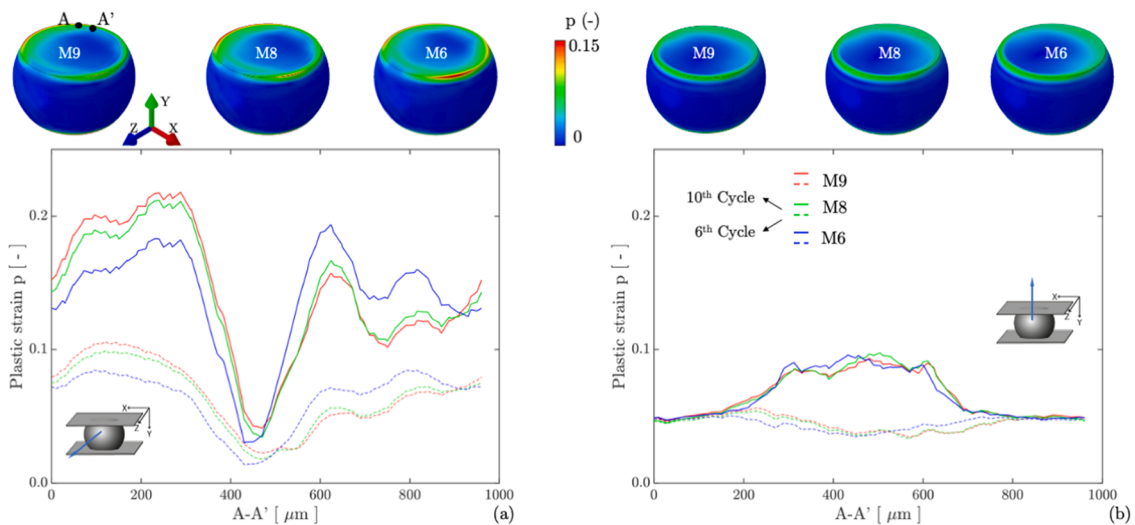 A A’
M9
M8
M6
Y
Z X
p (-)
0.15
0
M9
M8
M6
Plastic strain p [ - ]
0.2
0.1
0.0
0 200 400 600 800 1000
A-A’ [ μm ]
(a)
X
Z
Y
Plastic strain p [ - ]
0.2
0.1
0.0
0 200 400 600 800 1000
A-A’ [ μm ]
(b)
10th Cycle
6th Cycle
M9
M8
M6
X
Z
Y